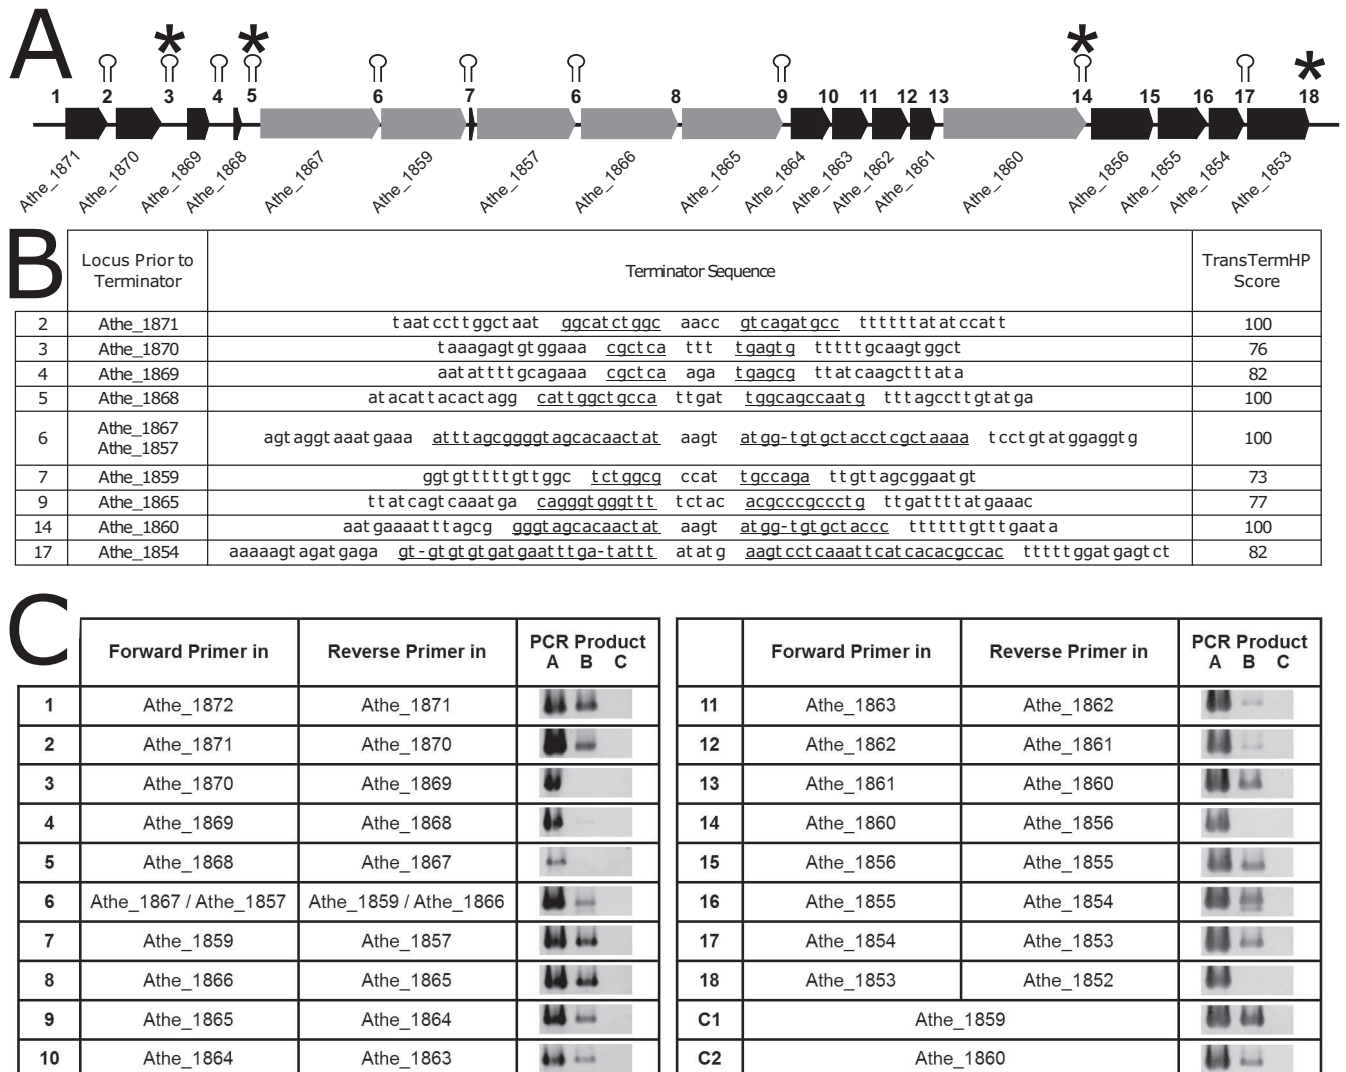 A
* * * *
1 2 3 4 5 6 7 6 8 9 10 11 12 13 14 15 16 17 18
Athe_1871 Athe_1870 Athe_1869 Athe_1868 Athe_1867 Athe_1859 Athe_1857 Athe_1866 Athe_1865 Athe_1864 Athe_1863 Athe_1862 Athe_1861 Athe_1860 Athe_1856 Athe_1855 Athe_1854 Athe_1853
B
Locus Prior to Terminator Terminator Sequence TransTermHP Score
2 Athe_1871 taatccttggctaat ggcatctggc aacc gtcagatgcc ttttttatatccatt 100
3 Athe_1870 taaagagtgtggaaa cgctca ttt tgagtg tttttgcaagtggct 76
4 Athe_1869 aatattttgcagaaa cgctca aga tgagcg ttatcaagctttata 82
5 Athe_1868 atacattacactagg cattggctgcca ttgat tggcagccaatg tttagccttgtatga 100
6 Athe_1867 Athe_1857 agtaggtaaatgaaa atttagcggggtagcacaactat aagt atgg-tgtgctacctcgctaaaa tcctgtatggaggtg 100
7 Athe_1859 ggtgtttttgttggc tctggcg ccat tgccaga ttgttagcggaatgt 73
9 Athe_1865 ttatcagtcaaatga cagggtgggttt tctac acgcccgccctg ttgattttatgaaac 77
14 Athe_1860 aatgaaaatttagcg gggtagcacaactat aagt atgg-tgtgctaccc ttttttgtttgaata 100
17 Athe_1854 aaaaagtagatgaga gt-gtgtgtgatgaatttga-tattt atatg aagtcctcaaattcatcacacgccac tttttggatgagtct 82
C
Forward Primer in Reverse Primer in PCR Product
A B C
1 Athe_1872 Athe_1871
2 Athe_1871 Athe_1870
3 Athe_1870 Athe_1869
4 Athe_1869 Athe_1868
5 Athe_1868 Athe_1867
6 Athe_1867 / Athe_1857 Athe_1859 / Athe_1866
7 Athe_1859 Athe_1857
8 Athe_1866 Athe_1865
9 Athe_1865 Athe_1864
10 Athe_1864 Athe_1863
Forward Primer in Reverse Primer in PCR Product
A B C
11 Athe_1863 Athe_1862
12 Athe_1862 Athe_1861
13 Athe_1861 Athe_1860
14 Athe_1860 Athe_1856
15 Athe_1856 Athe_1855
16 Athe_1855 Athe_1854
17 Athe_1854 Athe_1853
18 Athe_1853 Athe_1852
C1 Athe_1859
C2 Athe_1860